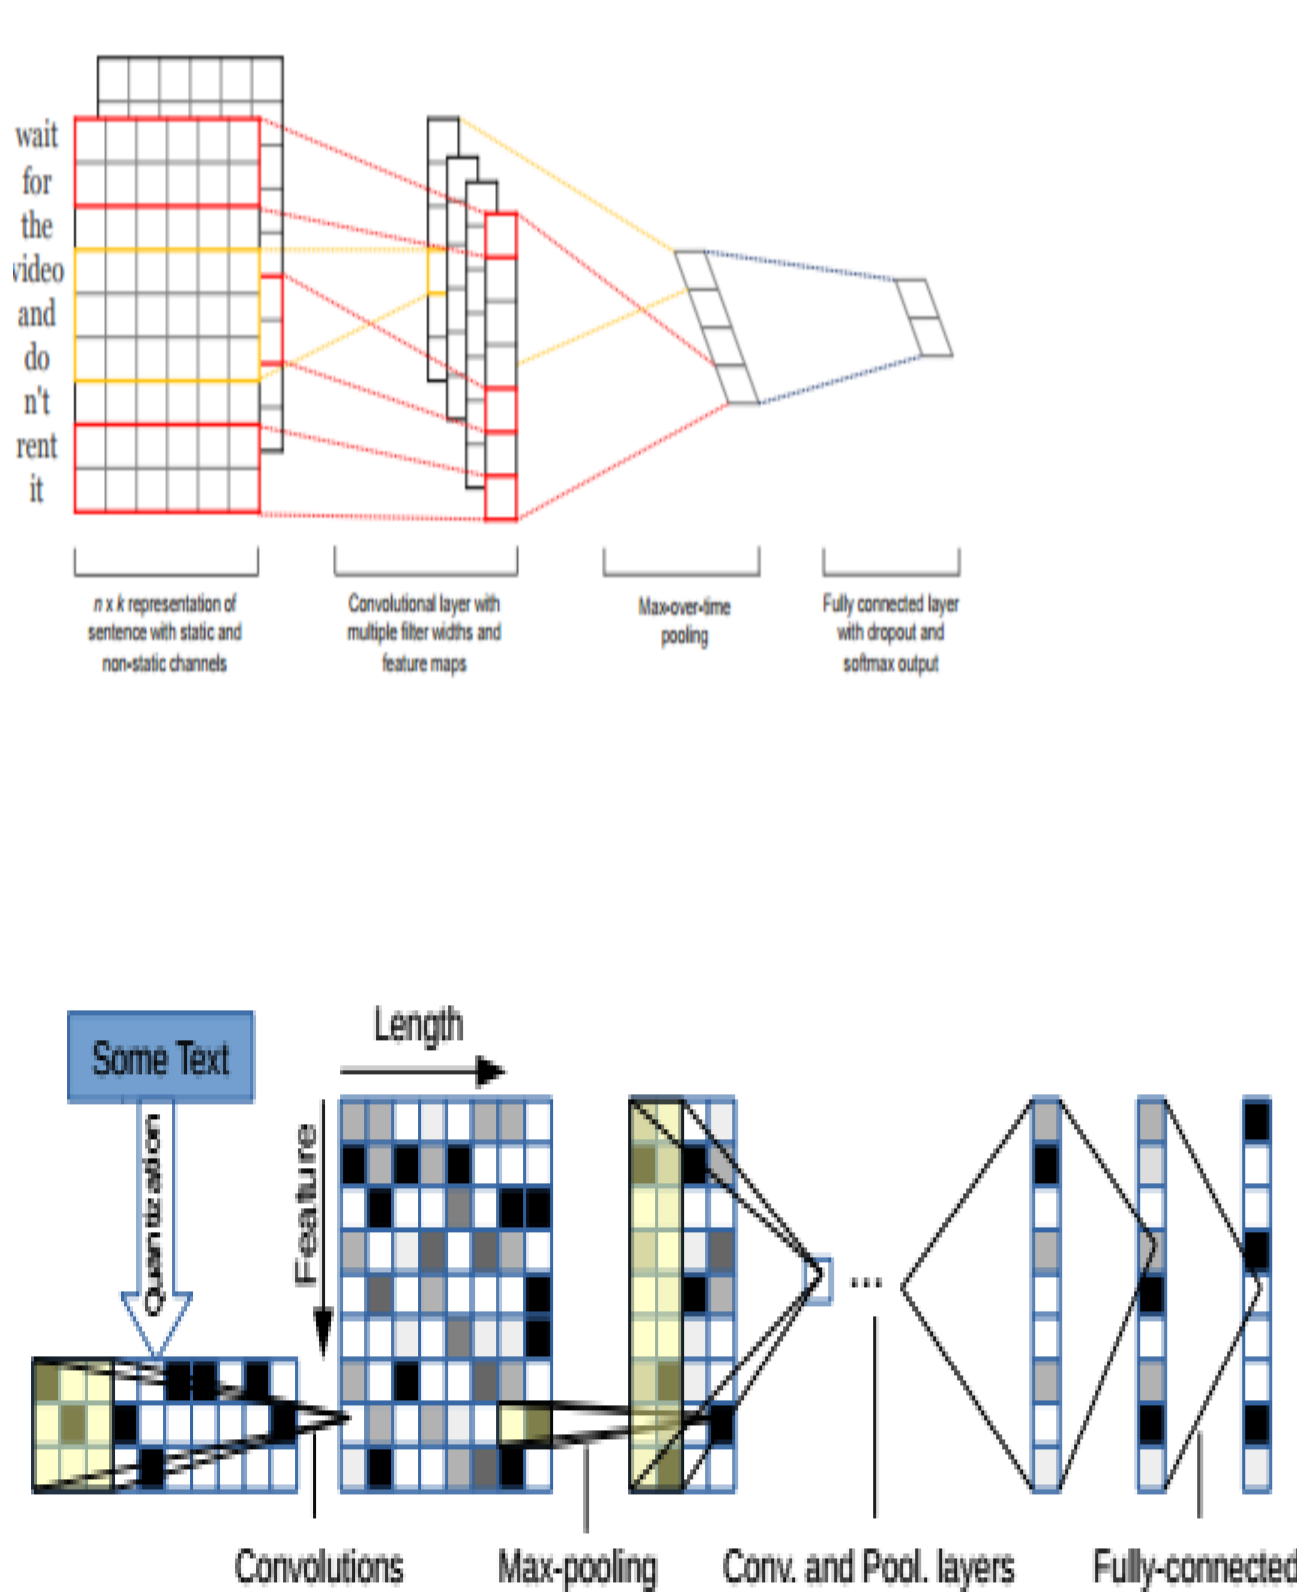 wait
for
the
video
and
do
n't
rent
it
n x k representation of
sentence with static and
non-static channels
Convolutional layer with
multiple filter widths and
feature maps
Max-over-time
pooling
Fully connected layer
with dropout and
softmax output
Some Text
Quantization
Length
Feature
...
Convolutions
Max-pooling
Conv. and Pool. layers
Fully-connected